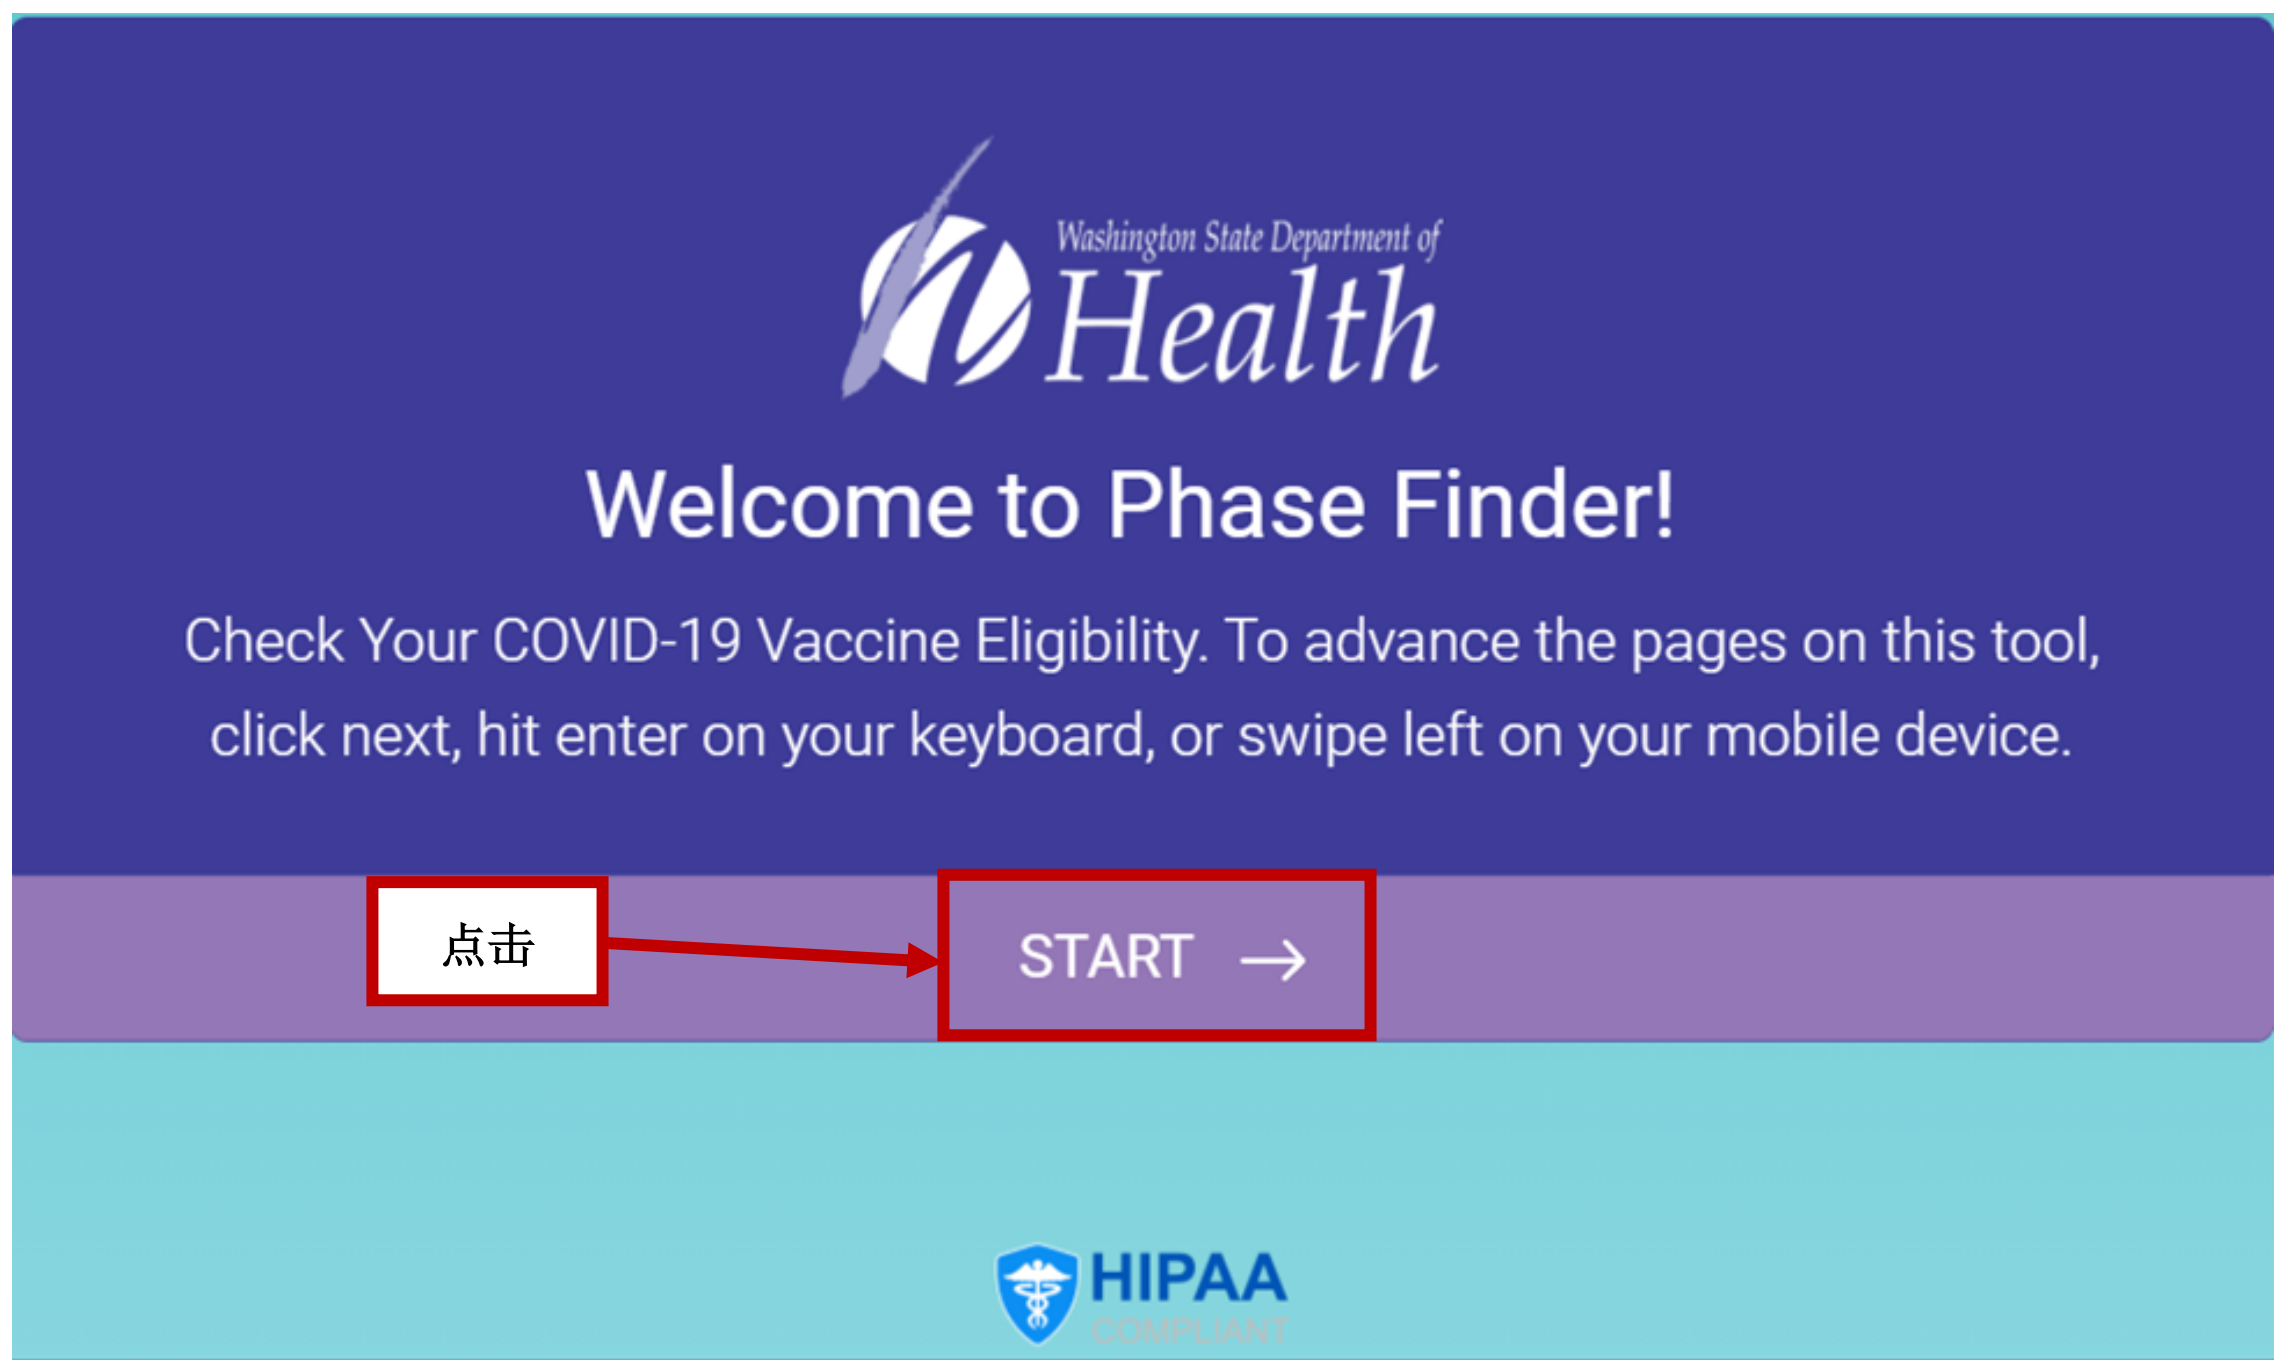 Washington State Department of
Health
Welcome to Phase Finder!
Check Your COVID-19 Vaccine Eligibility. To advance the pages on this tool,
click next, hit enter on your keyboard, or swipe left on your mobile device.
点击
START →
HIPAA
COMPLIANT